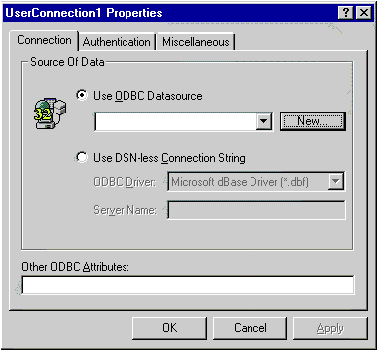 UserConnection1 Properties
Connection Authentication Miscellaneous
Source Of Data
Use ODBC Datasource
New...
Use DSN-less Connection String
ODBC Driver: Microsoft dBase Driver (*.dbf)
Server Name:
Other ODBC Attributes:
OK Cancel Apply
32